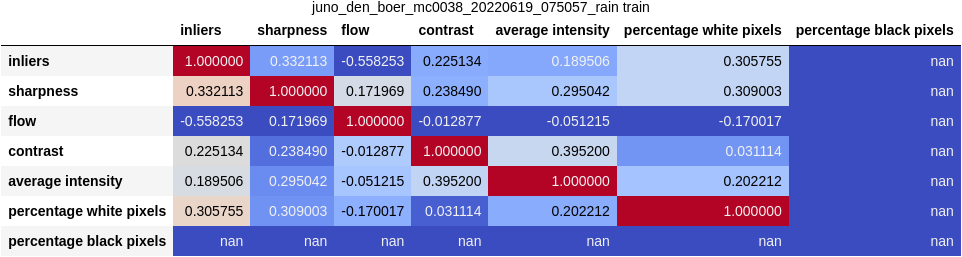 juno_den_boer_mc0038_20220619_075057_rain train
inliers sharpness flow contrast average intensity percentage white pixels percentage black pixels
inliers 1.000000 0.332113 -0.558253 0.225134 0.189506 0.305755 nan
sharpness 0.332113 1.000000 0.171969 0.238490 0.295042 0.309003 nan
flow -0.558253 0.171969 1.000000 -0.012877 -0.051215 -0.170017 nan
contrast 0.225134 0.238490 -0.012877 1.000000 0.395200 0.031114 nan
average intensity 0.189506 0.295042 -0.051215 0.395200 1.000000 0.202212 nan
percentage white pixels 0.305755 0.309003 -0.170017 0.031114 0.202212 1.000000 nan
percentage black pixels nan nan nan nan nan nan nan